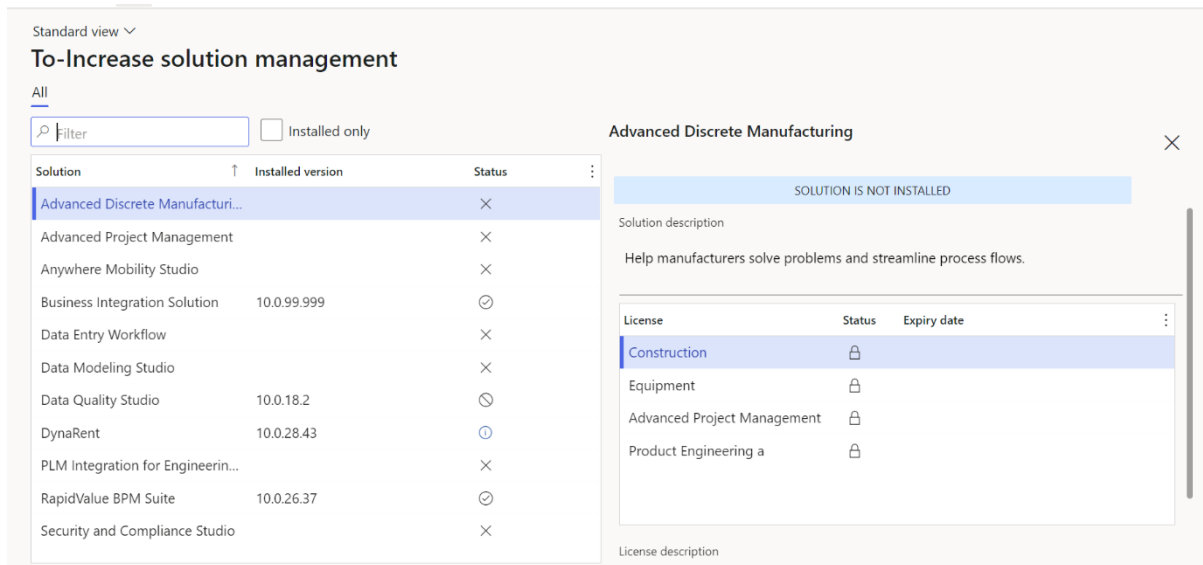 Standard view
To-Increase solution management
All
Filter
Installed only
Solution Installed version Status
Advanced Discrete Manufacturi...
Advanced Project Management
Anywhere Mobility Studio
Business Integration Solution 10.0.99.999
Data Entry Workflow
Data Modeling Studio
Data Quality Studio 10.0.18.2
DynaRent 10.0.28.43
PLM Integration for Engineerin...
RapidValue BPM Suite 10.0.26.37
Security and Compliance Studio
Advanced Discrete Manufacturing
SOLUTION IS NOT INSTALLED
Solution description
Help manufacturers solve problems and streamline process flows.
License Status Expiry date
Construction
Equipment
Advanced Project Management
Product Engineering a
License description